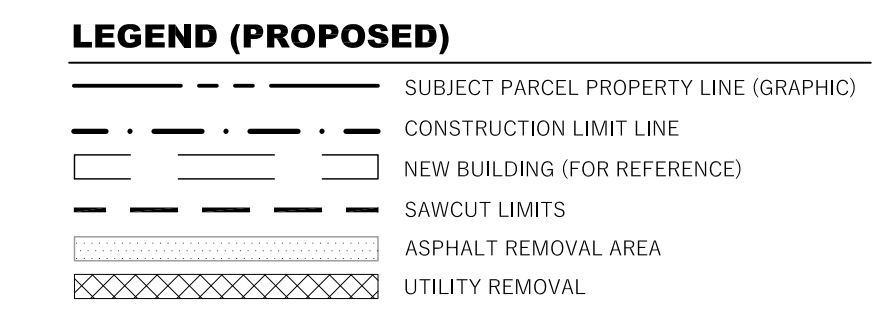 LEGEND (PROPOSED)
SUBJECT PARCEL PROPERTY LINE (GRAPHIC)
CONSTRUCTION LIMIT LINE
NEW BUILDING (FOR REFERENCE)
SAWCUT LIMITS
ASPHALT REMOVAL AREA
UTILITY REMOVAL